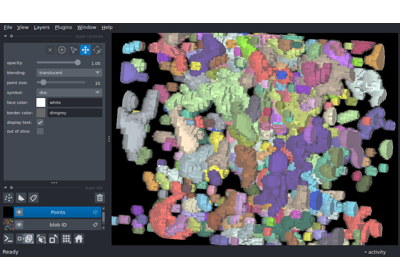 File View Layers Plugins Window Help
opacity: 1.00
blending: translucent
point size: 10
symbol: disc
face color: white
border color: dimgrey
display text:
out of slice:
Points
blob ID
Ready
activity